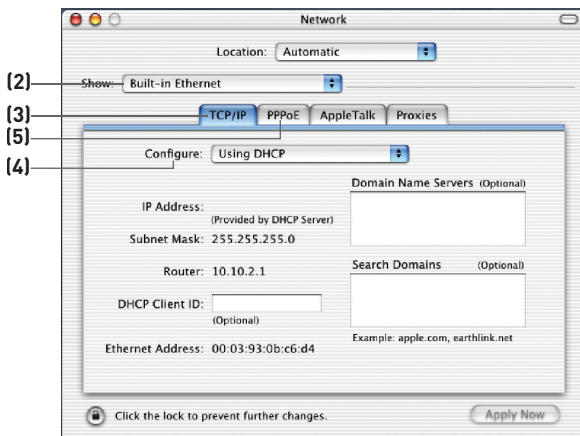 Network
Location: Automatic
(2) Show: Built-in Ethernet
(3) TCP/IP PPPoE AppleTalk Proxies
(5)
(4) Configure: Using DHCP
Domain Name Servers (Optional)
IP Address:
(Provided by DHCP Server)
Subnet Mask: 255.255.255.0
Router: 10.10.2.1
Search Domains (Optional)
DHCP Client ID:
(Optional)
Example: apple.com, earthlink.net
Ethernet Address: 00:03:93:0b:c6:d4
Click the lock to prevent further changes.
Apply Now